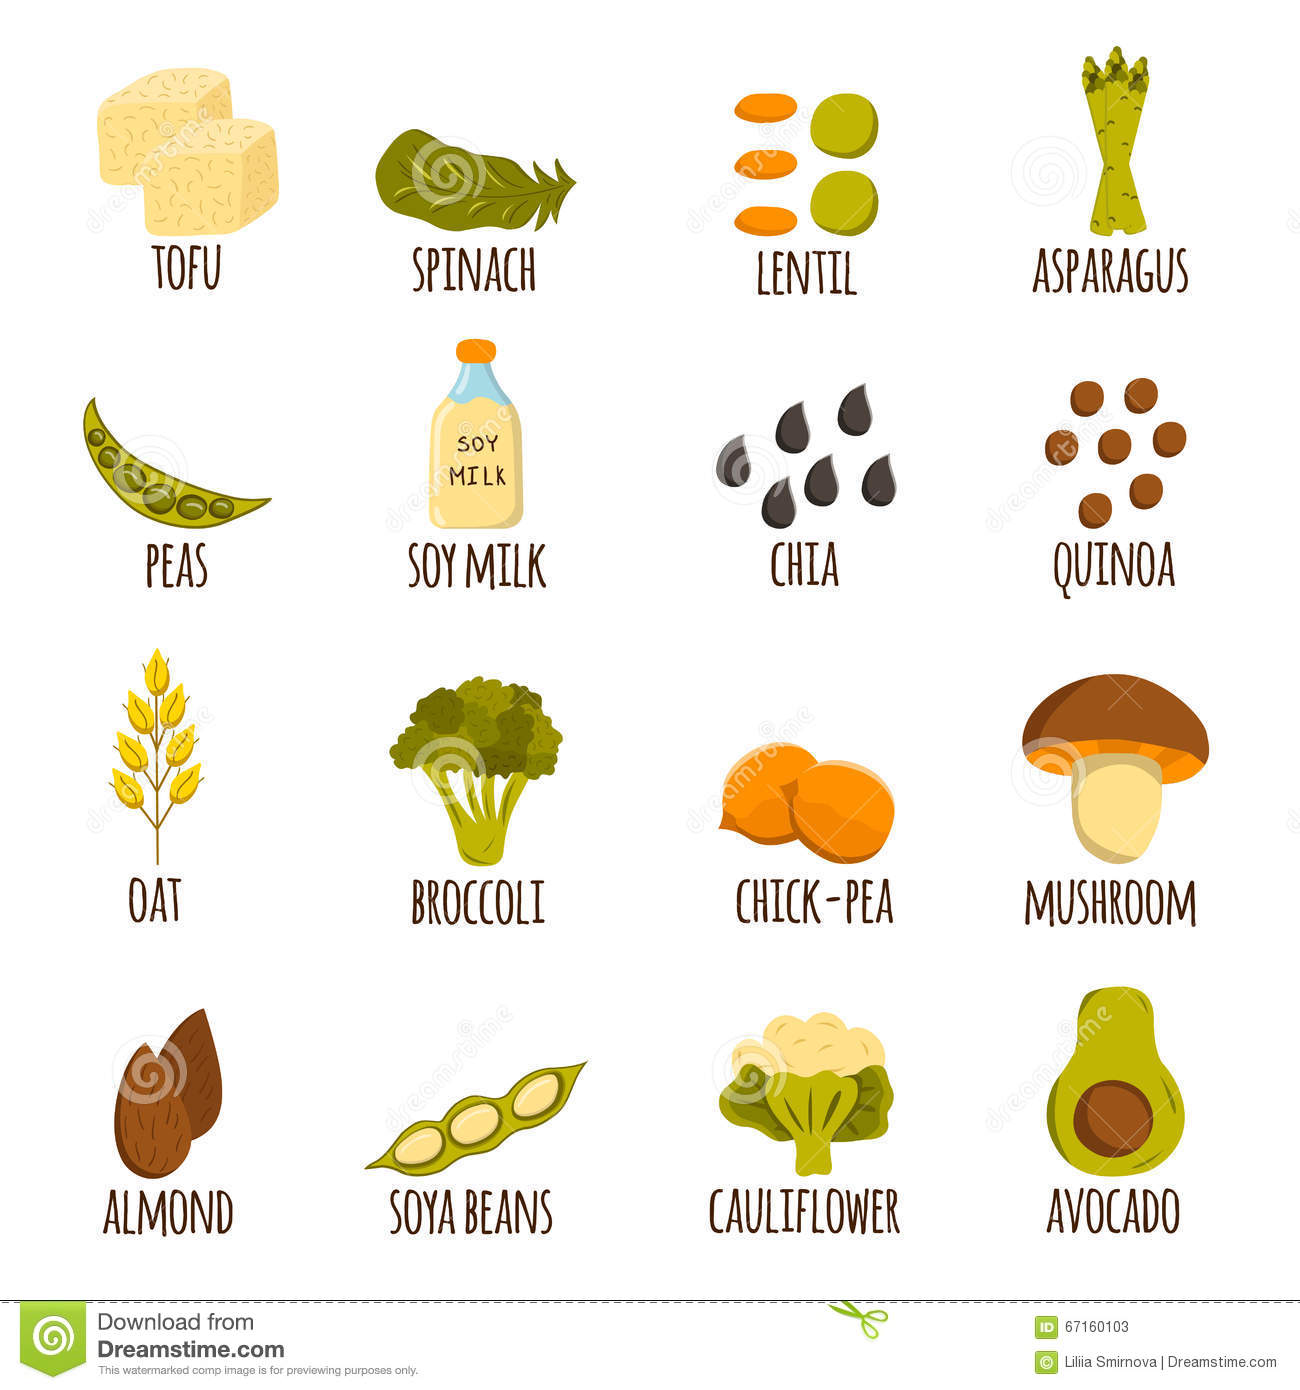 TOFU
SPINACH
LENTIL
ASPARAGUS
SOY
MILK
PEAS
SOY MILK
CHIA
QUINOA
OAT
BROCCOLI
CHICK-PEA
MUSHROOM
ALMOND
SOYA BEANS
CAULIFLOWER
AVOCADO
Download from
Dreamstime.com
This watermarked comp image is for previewing purposes only.
ID 67160103
© Liliia Smirnova | Dreamstime.com
dreamstime